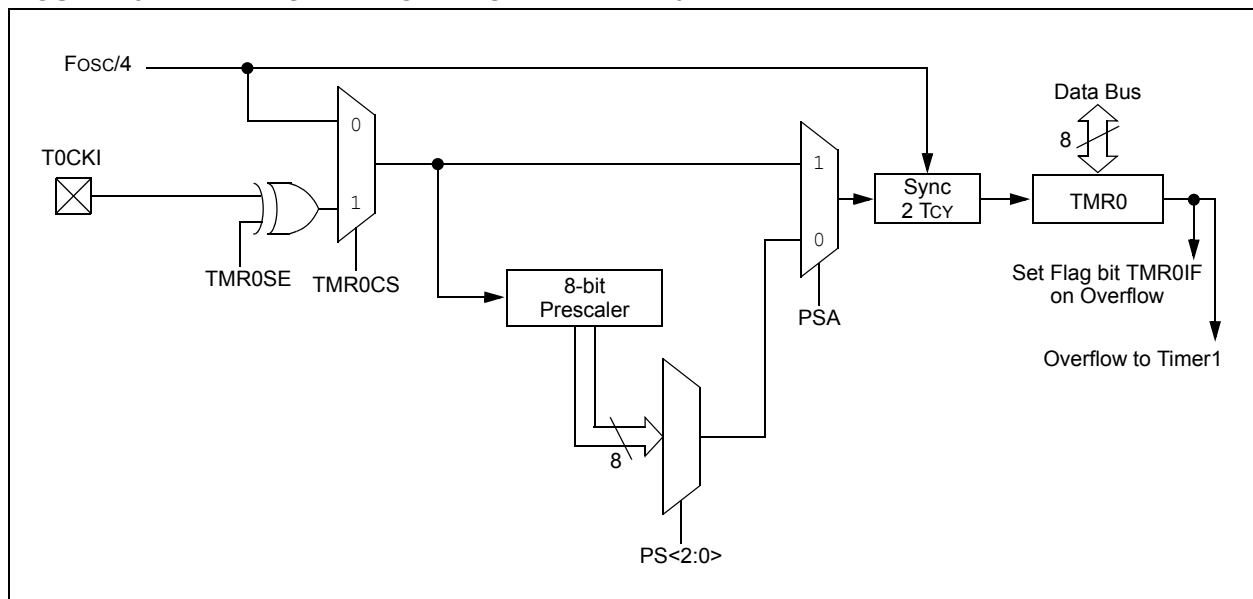 Fosc/4
Data Bus
0
8
T0CKI
1
Sync
2 Tcy
TMR0
1
0
TMR0SE
TMR0CS
8-bit
Prescaler
Set Flag bit TMR0IF
on Overflow
PSA
Overflow to Timer1
8
PS<2:0>